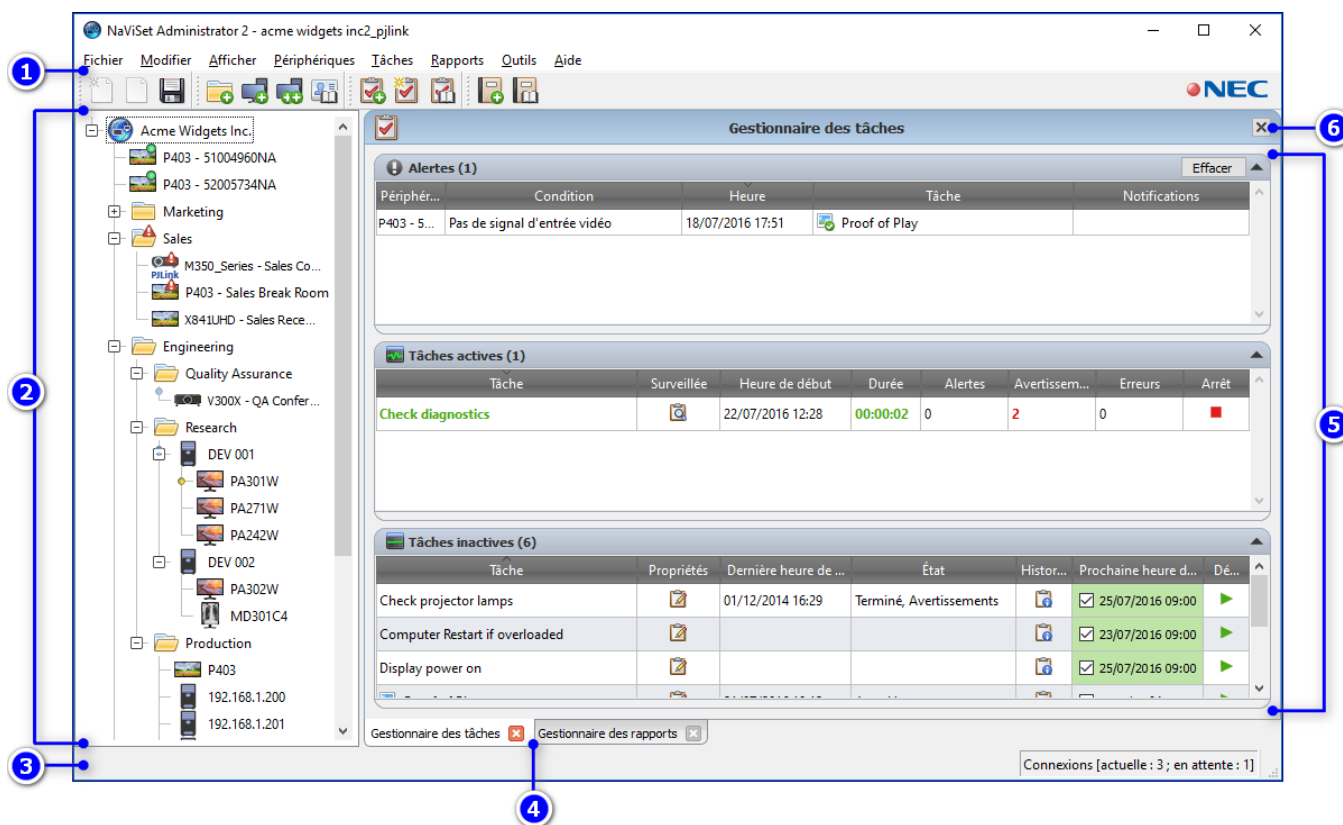 NaViSet Administrator 2 - acme widgets inc2_pjlink
Fichier Modifier Afficher Périphériques Tâches Rapports Outils Aide
NEC
1
2
3
4
5
6
Acme Widgets Inc.
P403 - 51004960NA
P403 - 52005734NA
Marketing
Sales
PJLink
M350_Series - Sales Co...
P403 - Sales Break Room
X841UHD - Sales Rece...
Engineering
Quality Assurance
V300X - QA Confer...
Research
DEV 001
PA301W
PA271W
PA242W
DEV 002
PA302W
MD301C4
Production
P403
192.168.1.200
192.168.1.201
Gestionnaire des tâches
Alertes (1) Effacer
Périphér... Condition Heure Tâche Notifications
P403 - 5... Pas de signal d'entrée vidéo 18/07/2016 17:51 Proof of Play
Tâches actives (1)
Tâche Surveillée Heure de début Durée Alertes Avertissem... Erreurs Arrêt
Check diagnostics 22/07/2016 12:28 00:00:02 0 2 0
Tâches inactives (6)
Tâche Propriétés Dernière heure de ... État Histor... Prochaine heure d... Dé...
Check projector lamps 01/12/2014 16:29 Terminé, Avertissements 25/07/2016 09:00
Computer Restart if overloaded 23/07/2016 09:00
Display power on 25/07/2016 09:00
Gestionnaire des tâches Gestionnaire des rapports
Connexions [actuelle : 3 ; en attente : 1]